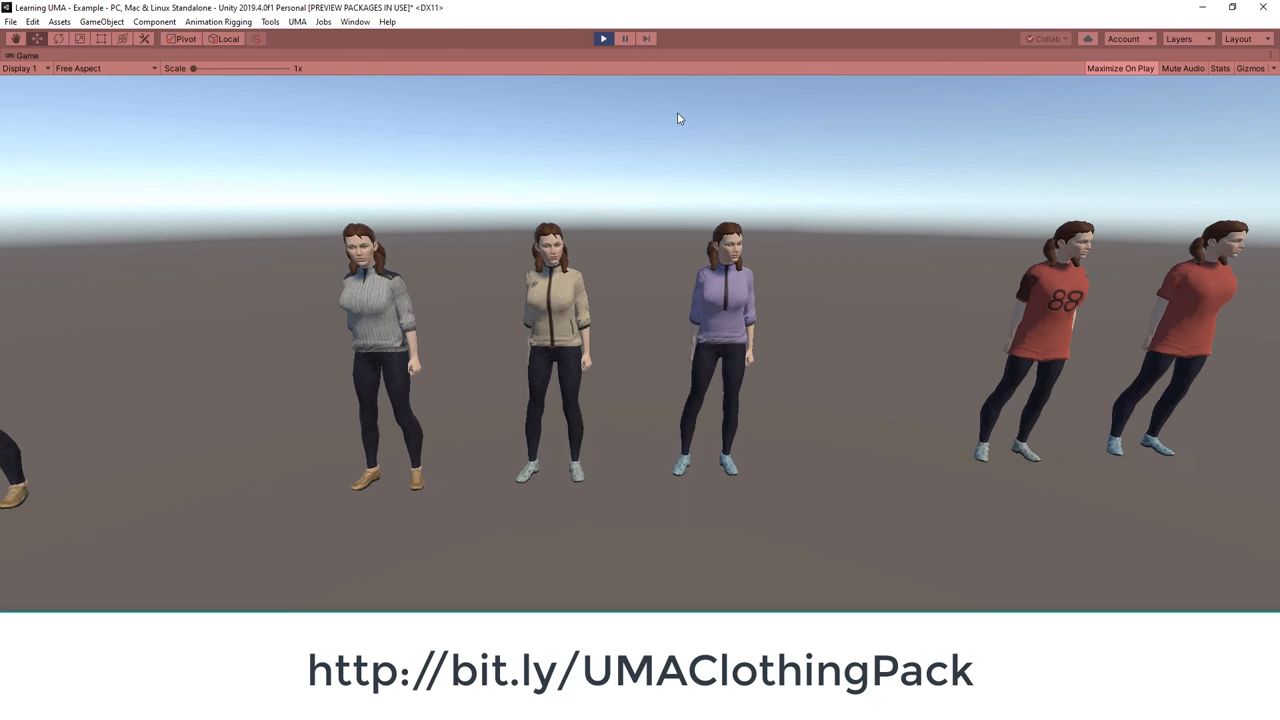 Learning UMA - Example - PC, Mac & Linux Standalone - Unity 2019.4.0f1 Personal [PREVIEW PACKAGES IN USE]* <DX11>
File Edit Assets GameObject Component Animation Rigging Tools UMA Jobs Window Help
Pivot Local Collab Account Layers Layout
Game
Display 1 Free Aspect Scale 1x Maximize On Play Mute Audio Stats Gizmos
88
http://bit.ly/UMAClothingPack